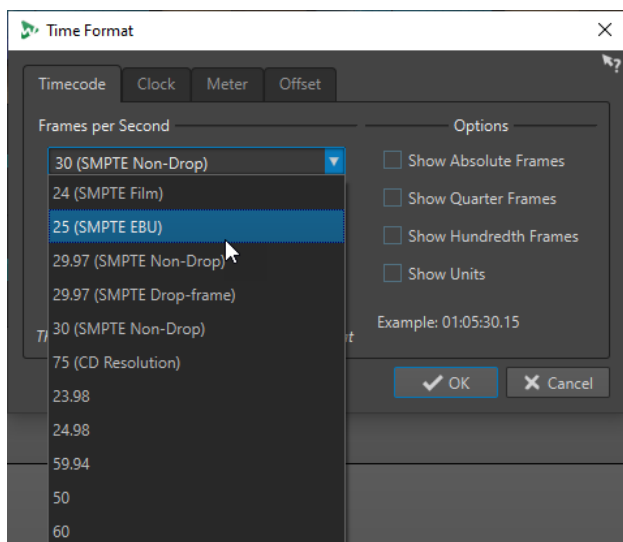 Time Format
Timecode Clock Meter Offset
Frames per Second
Options
30 (SMPTE Non-Drop)
Show Absolute Frames
24 (SMPTE Film)
Show Quarter Frames
25 (SMPTE EBU)
Show Hundredth Frames
29.97 (SMPTE Non-Drop)
Show Units
29.97 (SMPTE Drop-frame)
30 (SMPTE Non-Drop)
Example: 01:05:30.15
75 (CD Resolution)
OK
Cancel
23.98
24.98
59.94
50
60